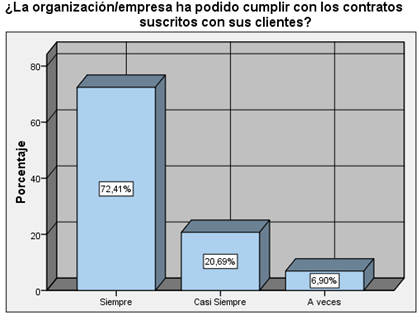 ¿La organización/empresa ha podido cumplir con los contratos
suscritos con sus clientes?
Porcentaje
80
60
40
20
0
72,41%
20,69%
6,90%
Siempre
Casi Siempre
A veces